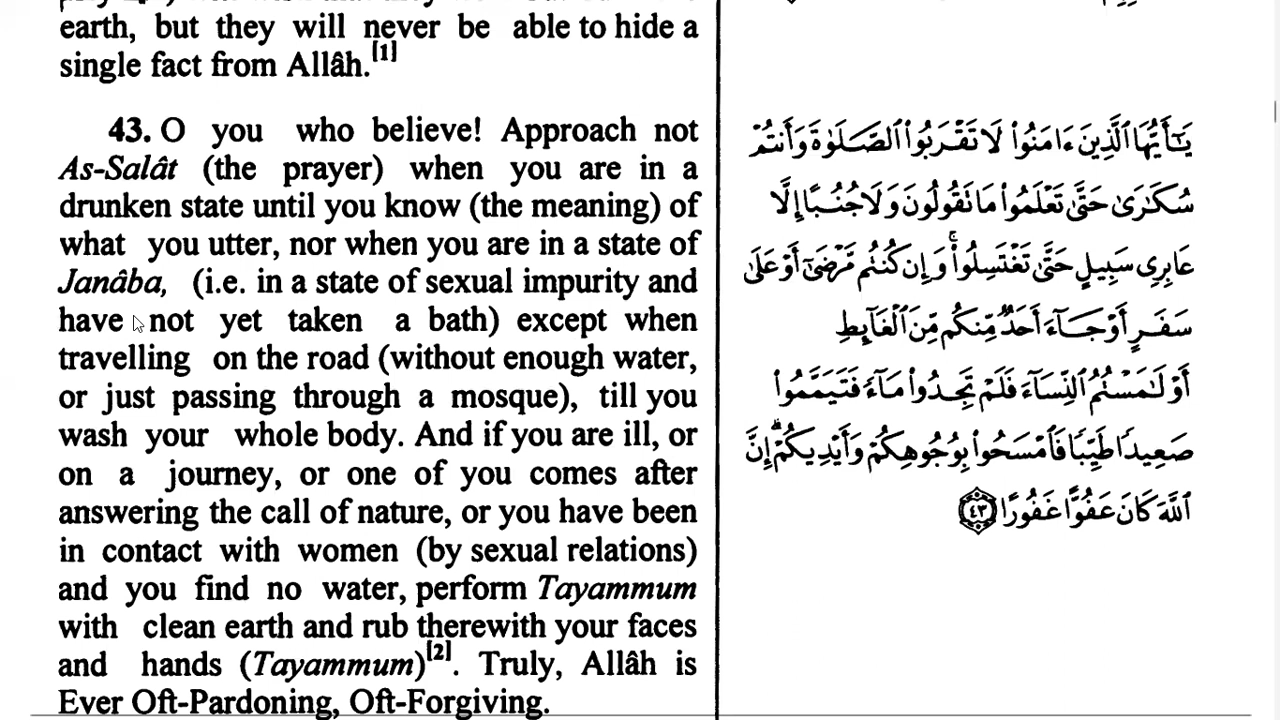 earth, but they will never be able to hide a
single fact from Allâh.[1]
43. O you who believe! Approach not
As-Salât (the prayer) when you are in a
drunken state until you know (the meaning) of
what you utter, nor when you are in a state of
Janâba, (i.e. in a state of sexual impurity and
have not yet taken a bath) except when
travelling on the road (without enough water,
or just passing through a mosque), till you
wash your whole body. And if you are ill, or
on a journey, or one of you comes after
answering the call of nature, or you have been
in contact with women (by sexual relations)
and you find no water, perform Tayammum
with clean earth and rub therewith your faces
and hands (Tayammum)[2]. Truly, Allâh is
Ever Oft-Pardoning, Oft-Forgiving.
يَـٰٓأَيُّهَا ٱلَّذِينَ ءَامَنُوا۟ لَا تَقْرَبُوا۟ ٱلصَّلَوٰةَ وَأَنتُمْ
سُكَـٰرَىٰ حَتَّىٰ تَعْلَمُوا۟ مَا تَقُولُونَ وَلَا جُنُبًا إِلَّا
عَابِرِى سَبِيلٍ حَتَّىٰ تَغْتَسِلُوا۟ ۚ وَإِن كُنتُم مَّرْضَىٰٓ أَوْ عَلَىٰ
سَفَرٍ أَوْ جَآءَ أَحَدٌ مِّنكُم مِّنَ ٱلْغَآئِطِ
أَوْ لَـٰمَسْتُمُ ٱلنِّسَآءَ فَلَمْ تَجِدُوا۟ مَآءً فَتَيَمَّمُوا۟
صَعِيدًا طَيِّبًا فَٱمْسَحُوا۟ بِوُجُوهِكُمْ وَأَيْدِيكُمْ ۗ إِنَّ
ٱللَّهَ كَانَ عَفُوًّا غَفُورًا ﴿٤٣﴾